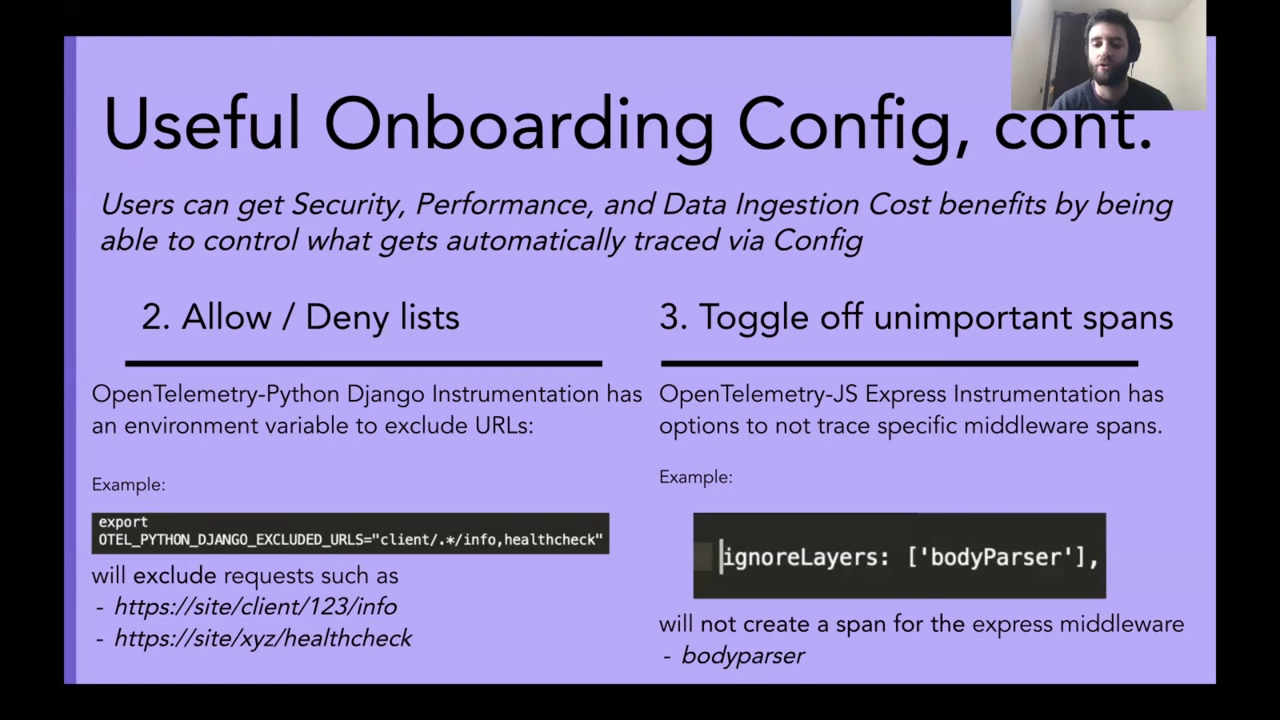 Useful Onboarding Config, cont.
Users can get Security, Performance, and Data Ingestion Cost benefits by being
able to control what gets automatically traced via Config
2. Allow / Deny lists
OpenTelemetry-Python Django Instrumentation has
an environment variable to exclude URLs:
Example:
export
OTEL_PYTHON_DJANGO_EXCLUDED_URLS="client/.*/info,healthcheck"
will exclude requests such as
- https://site/client/123/info
- https://site/xyz/healthcheck
3. Toggle off unimportant spans
OpenTelemetry-JS Express Instrumentation has
options to not trace specific middleware spans.
Example:
ignoreLayers: ['bodyParser'],
will not create a span for the express middleware
- bodyparser